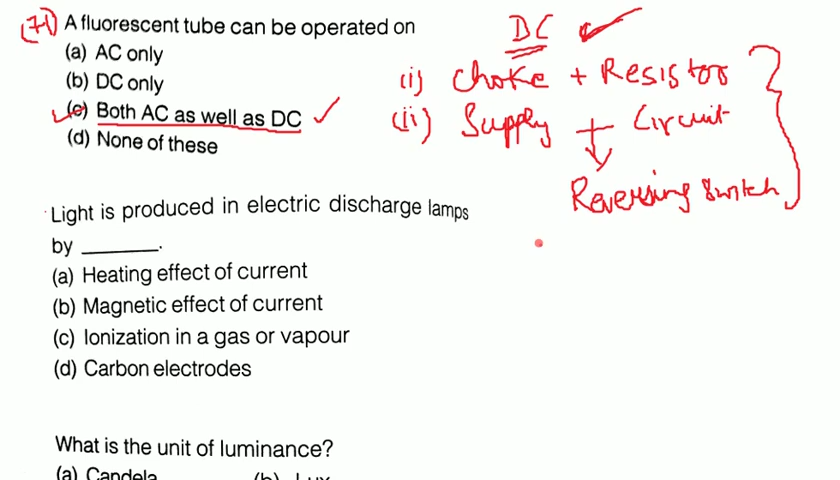 (71) A fluorescent tube can be operated on
(a) AC only
(b) DC only
(c) Both AC as well as DC
(d) None of these
DC
(i) Choke + Resistor
(ii) Supply + Circuit
Reversing switch
Light is produced in electric discharge lamps
by ________.
(a) Heating effect of current
(b) Magnetic effect of current
(c) Ionization in a gas or vapour
(d) Carbon electrodes
What is the unit of luminance?
(a) Candela (b) Lux